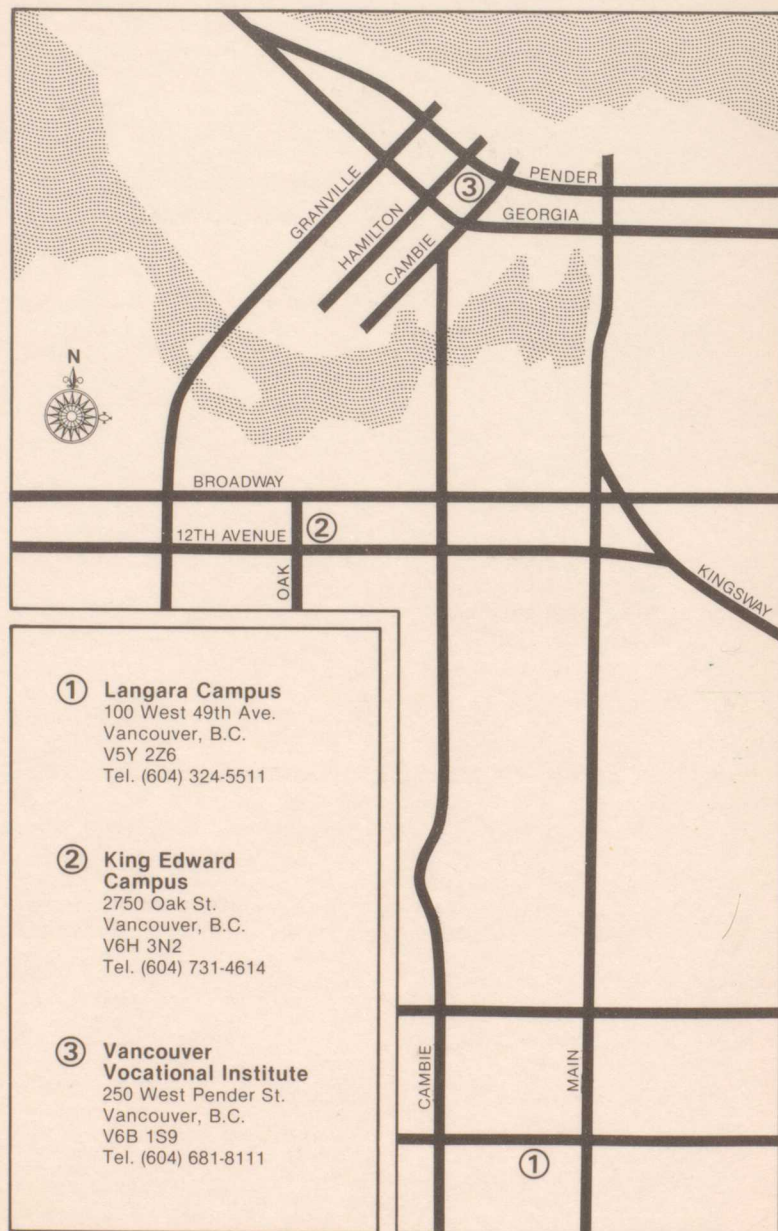 PENDER
GRANVILLE
③
GEORGIA
HAMILTON
CAMBIE
N
BROADWAY
12TH AVENUE
②
OAK
KINGSWAY
① Langara Campus
100 West 49th Ave.
Vancouver, B.C.
V5Y 2Z6
Tel. (604) 324-5511
② King Edward
Campus
2750 Oak St.
Vancouver, B.C.
V6H 3N2
Tel. (604) 731-4614
③ Vancouver
Vocational Institute
250 West Pender St.
Vancouver, B.C.
V6B 1S9
Tel. (604) 681-8111
CAMBIE
MAIN
①